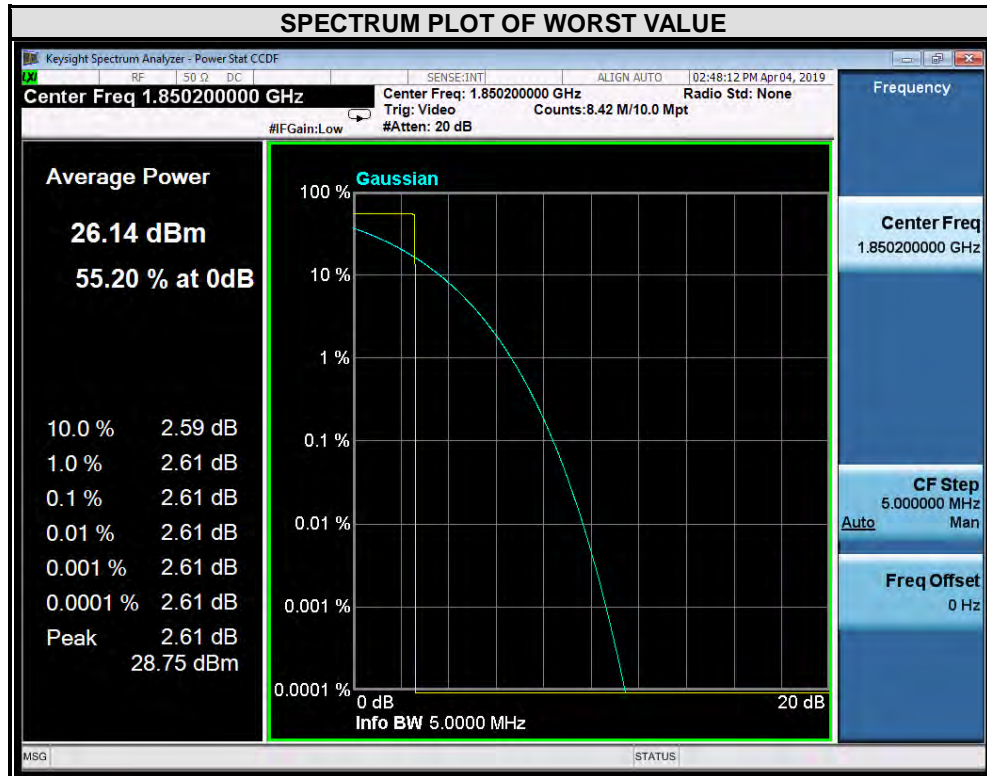 SPECTRUM PLOT OF WORST VALUE
Keysight Spectrum Analyzer - Power Stat CCDF
LXI RF 50 Ω DC SENSE:INT ALIGN AUTO 02:48:12 PM Apr 04, 2019
Center Freq 1.850200000 GHz
Center Freq: 1.850200000 GHz Radio Std: None
Trig: Video Counts:8.42 M/10.0 Mpt
#IFGain:Low #Atten: 20 dB
Frequency
Average Power
26.14 dBm
55.20 % at 0dB
10.0 % 2.59 dB
1.0 % 2.61 dB
0.1 % 2.61 dB
0.01 % 2.61 dB
0.001 % 2.61 dB
0.0001 % 2.61 dB
Peak 2.61 dB
28.75 dBm
Gaussian
100 %
10 %
1 %
0.1 %
0.01 %
0.001 %
0.0001 %
0 dB 20 dB
Info BW 5.0000 MHz
Center Freq
1.850200000 GHz
CF Step
5.000000 MHz
Auto Man
Freq Offset
0 Hz
MSG STATUS